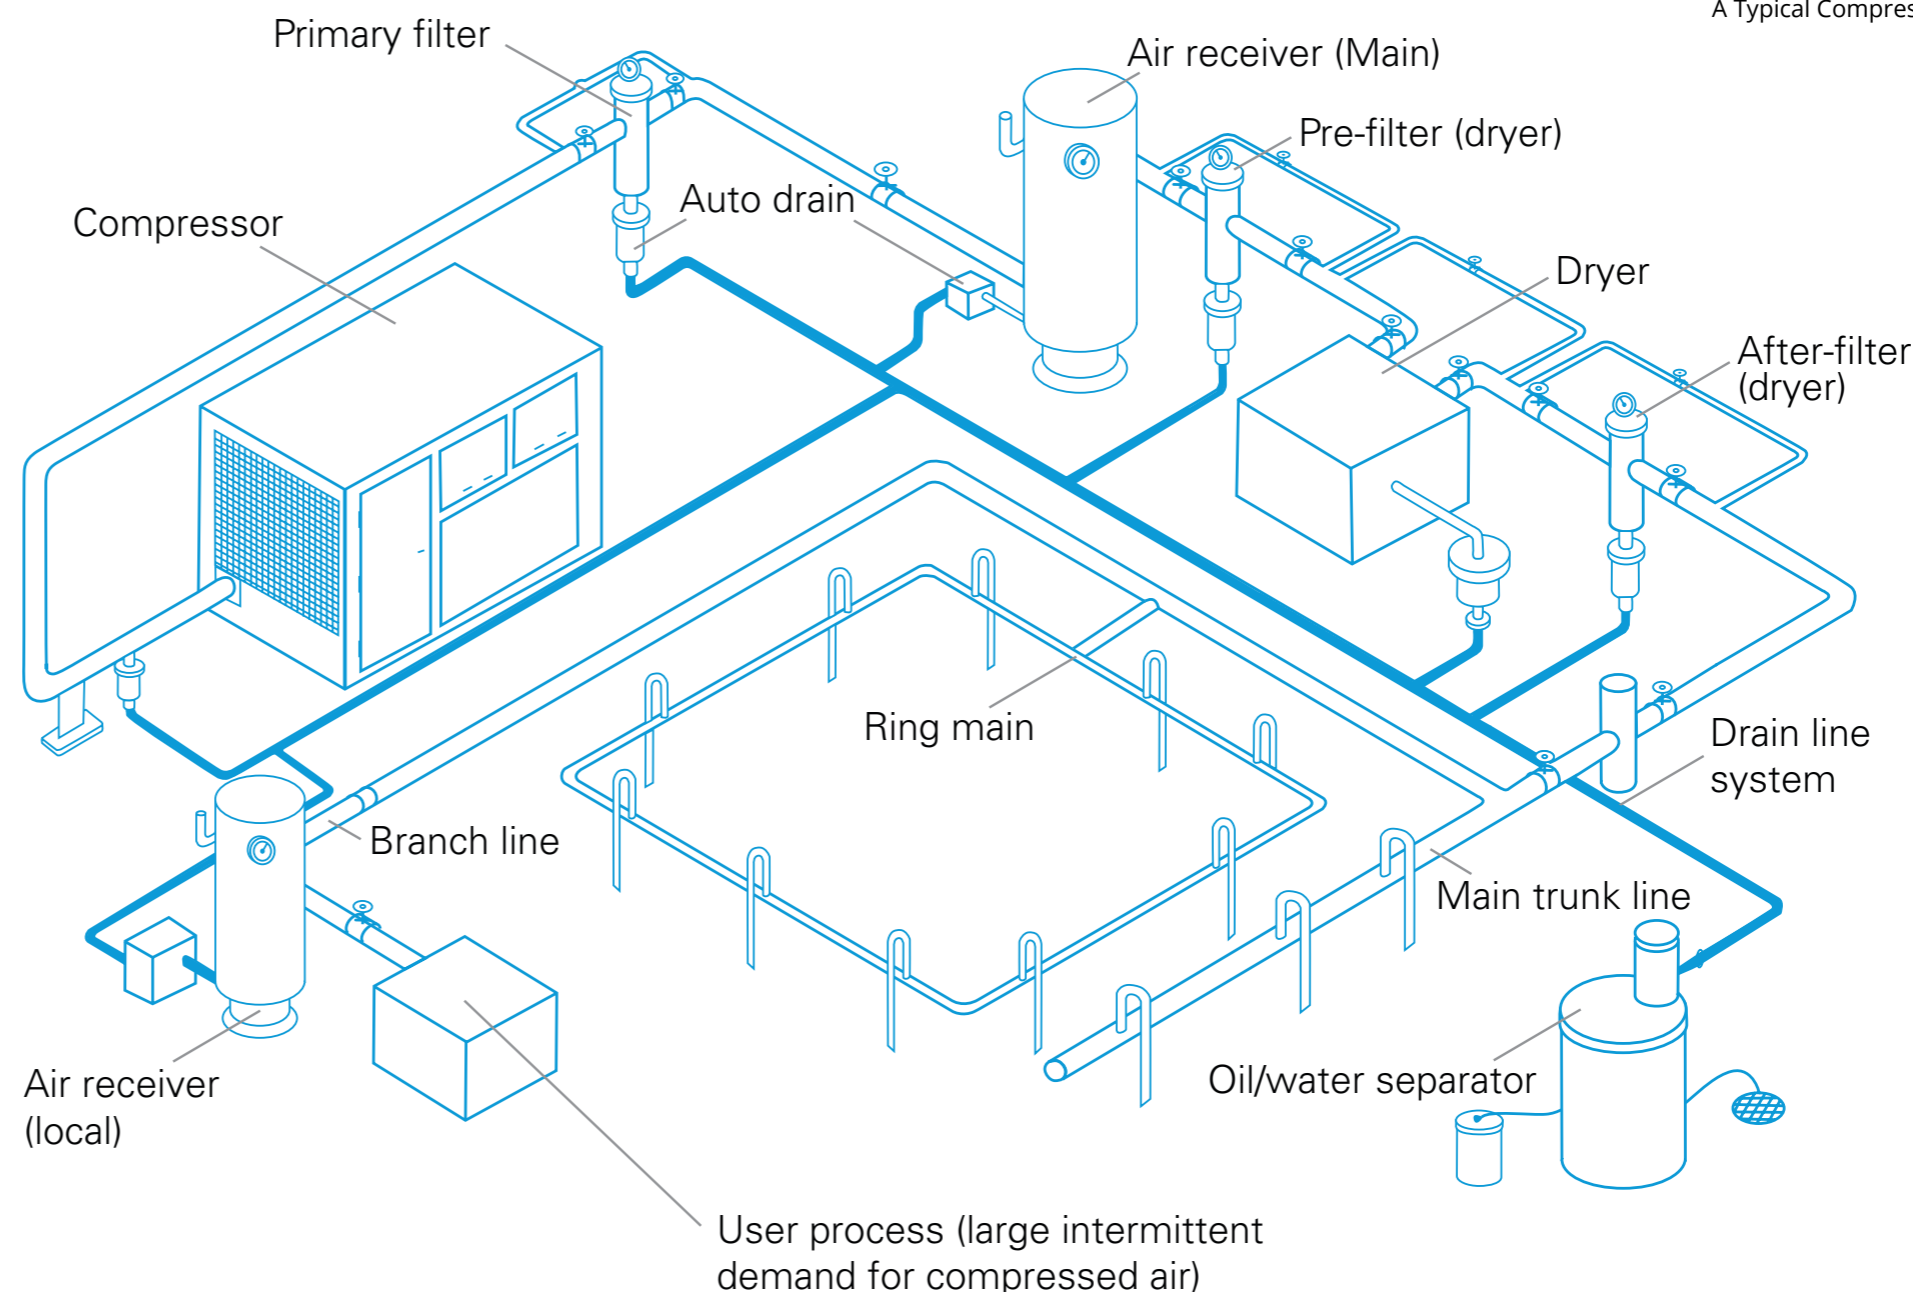 A Typical
Primary filter
Air receiver (Main)
Pre-filter (dryer)
Auto drain
Compressor
Dryer
After-filter
(dryer)
Ring main
Drain line
system
Branch line
Main trunk line
Air receiver
(local)
Oil/water separator
User process (large intermittent
demand for compressed air)